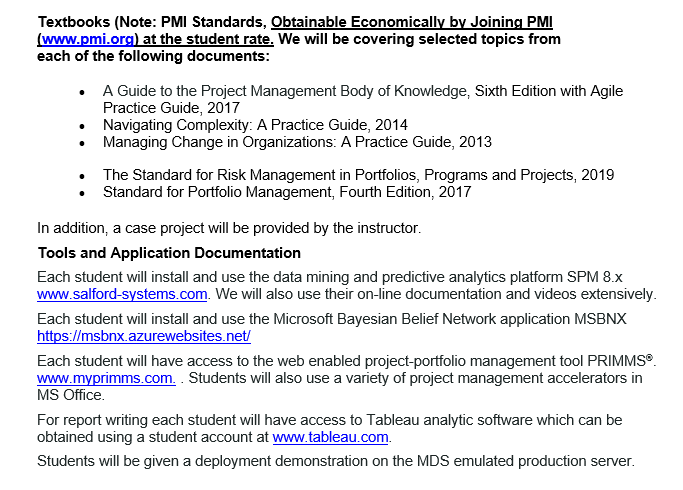 Textbooks (Note: PMI Standards, Obtainable Economically by Joining PMI
(www.pmi.org) at the student rate. We will be covering selected topics from
each of the following documents:
• A Guide to the Project Management Body of Knowledge, Sixth Edition with Agile
Practice Guide, 2017
• Navigating Complexity: A Practice Guide, 2014
• Managing Change in Organizations: A Practice Guide, 2013
• The Standard for Risk Management in Portfolios, Programs and Projects, 2019
• Standard for Portfolio Management, Fourth Edition, 2017
In addition, a case project will be provided by the instructor.
Tools and Application Documentation
Each student will install and use the data mining and predictive analytics platform SPM 8.x
www.salford-systems.com. We will also use their on-line documentation and videos extensively.
Each student will install and use the Microsoft Bayesian Belief Network application MSBNX
https://msbnx.azurewebsites.net/
Each student will have access to the web enabled project-portfolio management tool PRIMMS®.
www.myprimms.com. . Students will also use a variety of project management accelerators in
MS Office.
For report writing each student will have access to Tableau analytic software which can be
obtained using a student account at www.tableau.com.
Students will be given a deployment demonstration on the MDS emulated production server.